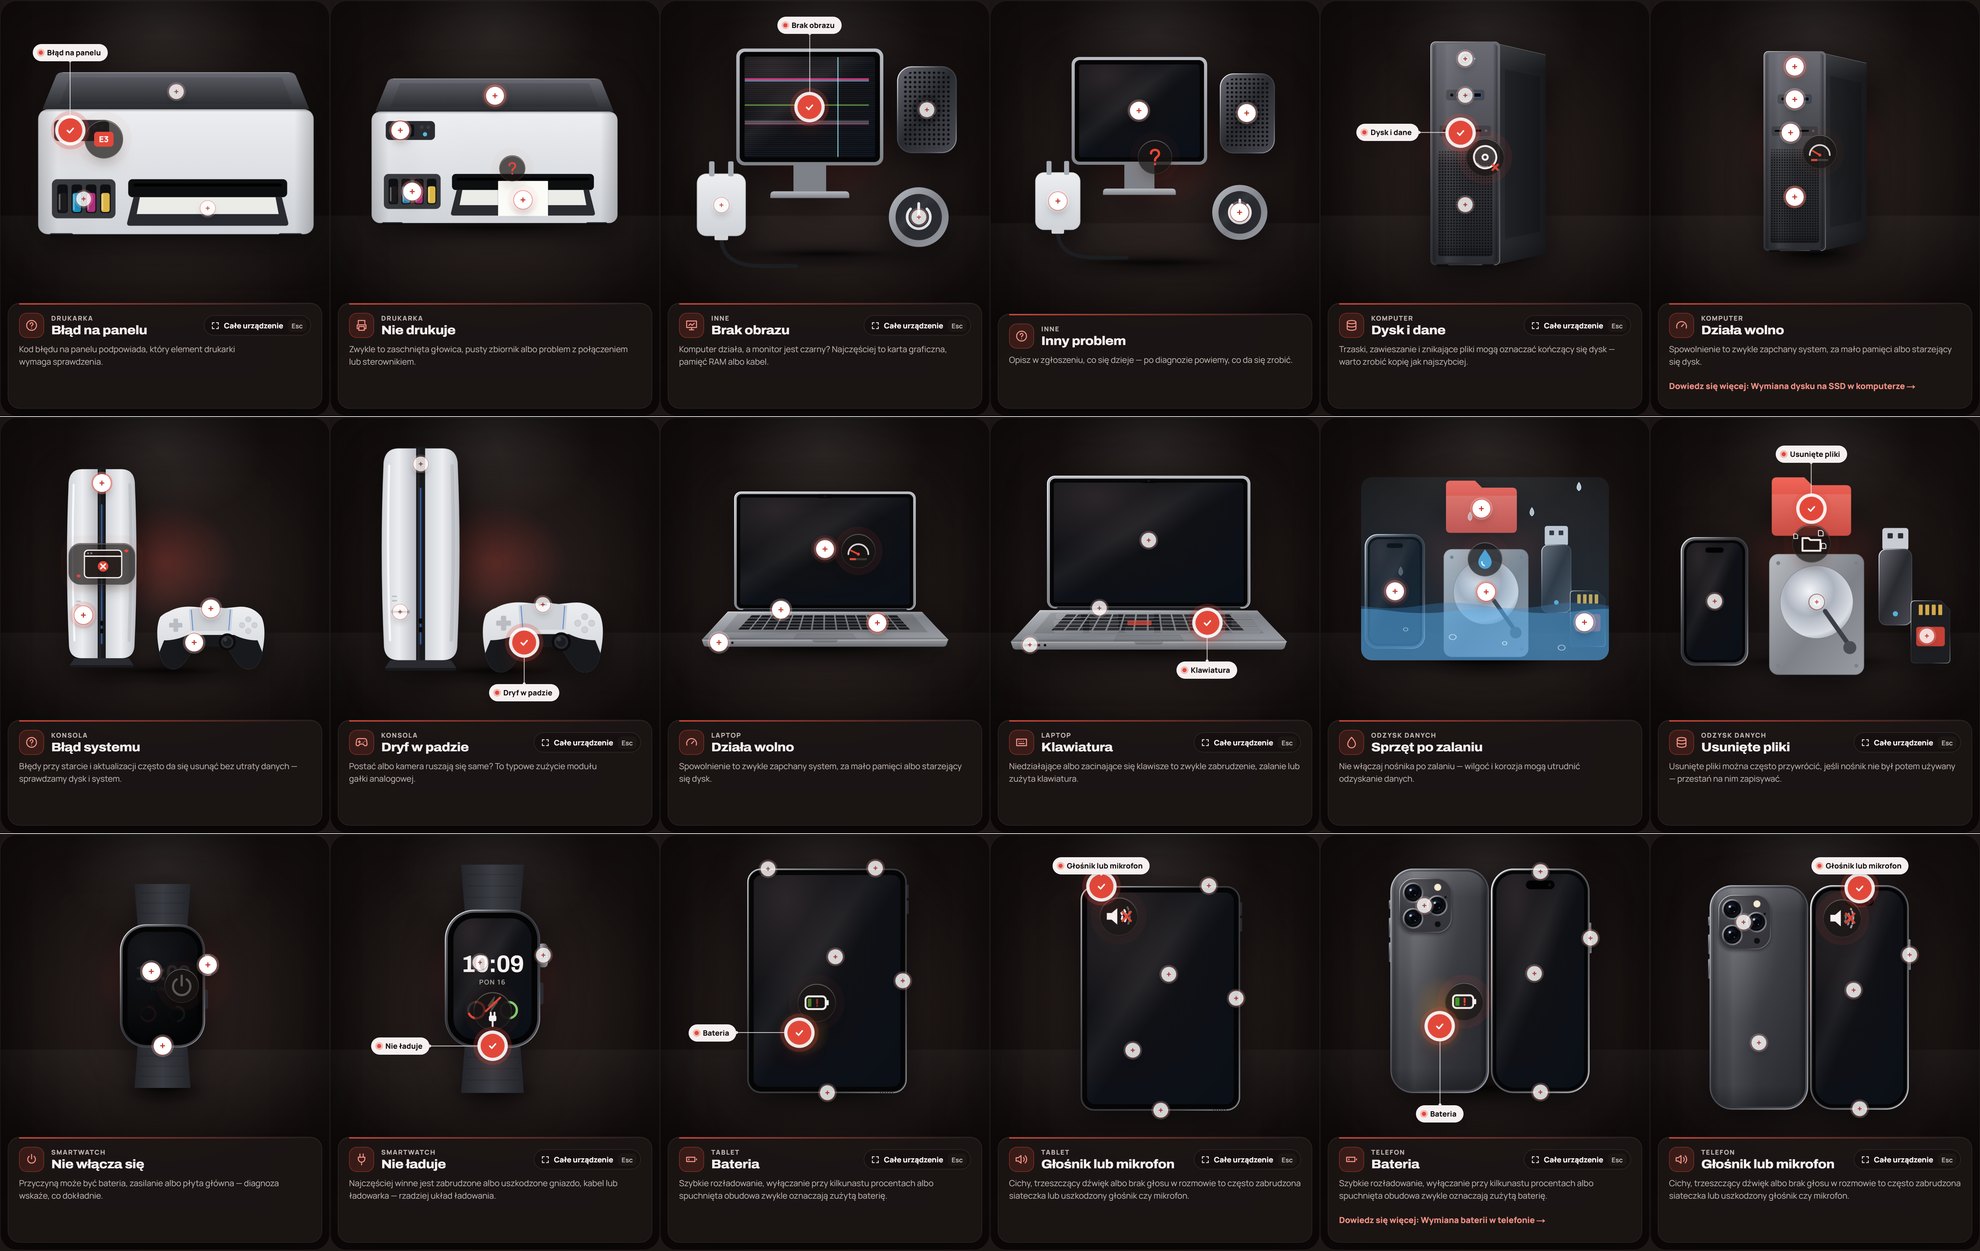 Błąd na panelu
E3
DRUKARKA
Błąd na panelu
Całe urządzenie Esc
Kod błędu na panelu podpowiada, który element drukarki
wymaga sprawdzenia.
DRUKARKA
Nie drukuje
Całe urządzenie Esc
Zwykle to zaschnięta głowica, pusty zbiornik albo problem z połączeniem
lub sterownikiem.
Brak obrazu
INNE
Brak obrazu
Całe urządzenie Esc
Komputer działa, a monitor jest czarny? Najczęściej to karta graficzna,
pamięć RAM albo kabel.
INNE
Inny problem
Opisz w zgłoszeniu, co się dzieje — po diagnozie powiemy, co da się zrobić.
Dysk i dane
KOMPUTER
Dysk i dane
Całe urządzenie Esc
Trzaski, zawieszanie i znikające pliki mogą oznaczać kończący się dysk —
warto zrobić kopię jak najszybciej.
KOMPUTER
Działa wolno
Spowolnienie to zwykle zapchany system, za mało pamięci albo starzejący
się dysk.
Dowiedz się więcej: Wymiana dysku na SSD w komputerze →
KONSOLA
Błąd systemu
Błędy przy starcie i aktualizacji często da się usunąć bez utraty danych —
sprawdzamy dysk i system.
Dryf w padzie
KONSOLA
Dryf w padzie
Całe urządzenie Esc
Postać albo kamera ruszają się same? To typowe zużycie modułu
gałki analogowej.
LAPTOP
Działa wolno
Spowolnienie to zwykle zapchany system, za mało pamięci albo starzejący
się dysk.
Klawiatura
LAPTOP
Klawiatura
Całe urządzenie Esc
Niedziałające albo zacinające się klawisze to zwykle zabrudzenie, zalanie lub
zużyta klawiatura.
ODZYSK DANYCH
Sprzęt po zalaniu
Nie włączaj nośnika po zalaniu — wilgoć i korozja mogą utrudnić
odzyskanie danych.
Usunięte pliki
ODZYSK DANYCH
Usunięte pliki
Całe urządzenie Esc
Usunięte pliki można często przywrócić, jeśli nośnik nie był potem używany
— przestań na nim zapisywać.
SMARTWATCH
Nie włącza się
Przyczyną może być bateria, zasilanie albo płyta główna — diagnoza
wskaże, co dokładnie.
10:09
PON 16
Nie ładuje
SMARTWATCH
Nie ładuje
Całe urządzenie Esc
Najczęściej winne jest zabrudzone albo uszkodzone gniazdo, kabel lub
ładowarka — rzadziej układ ładowania.
Bateria
TABLET
Bateria
Całe urządzenie Esc
Szybkie rozładowanie, wyłączanie przy kilkunastu procentach albo
spuchnięta obudowa zwykle oznaczają zużytą baterię.
Głośnik lub mikrofon
TABLET
Głośnik lub mikrofon
Całe urządzenie Esc
Cichy, trzeszczący dźwięk albo brak głosu w rozmowie to często zabrudzona
siateczka lub uszkodzony głośnik czy mikrofon.
Bateria
TELEFON
Bateria
Całe urządzenie Esc
Szybkie rozładowanie, wyłączanie przy kilkunastu procentach albo
spuchnięta obudowa zwykle oznaczają zużytą baterię.
Dowiedz się więcej: Wymiana baterii w telefonie →
Głośnik lub mikrofon
TELEFON
Głośnik lub mikrofon
Całe urządzenie Esc
Cichy, trzeszczący dźwięk albo brak głosu w rozmowie to często zabrudzona
siateczka lub uszkodzony głośnik czy mikrofon.